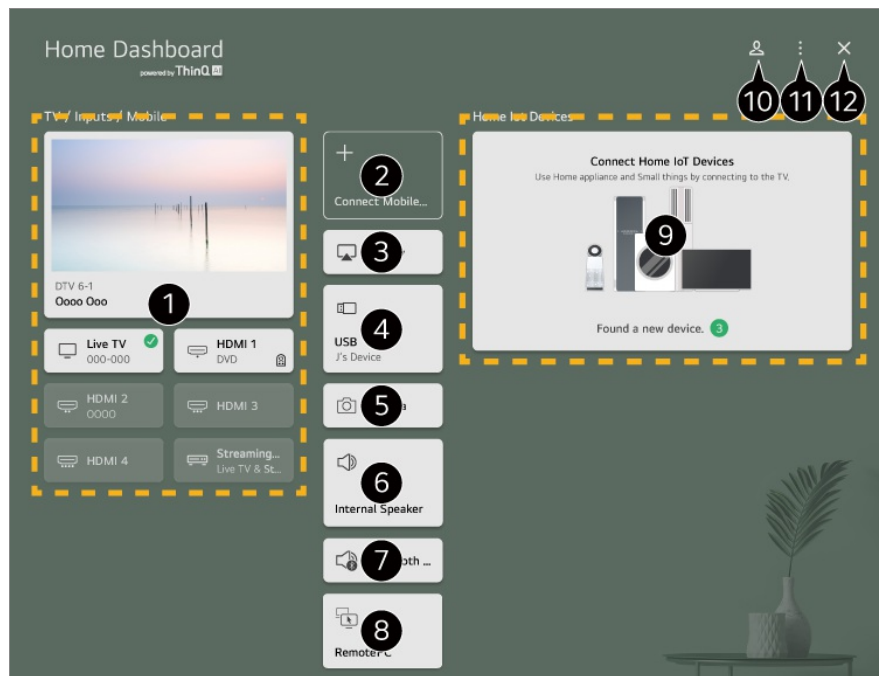 Home Dashboard
powered by ThinQ AI
10
11
12
TV / Inputs / Mobile
DTV 6-1
Oooo Ooo
1
Live TV
000-000
HDMI 1
DVD
HDMI 2
OOOO
HDMI 3
HDMI 4
Streaming...
Live TV & St...
2
Connect Mobile...
3
4
USB
J's Device
5
6
Internal Speaker
7
8
Remote PC
Home Iot Devices
Connect Home IoT Devices
Use Home appliance and Small things by connecting to the TV.
9
Found a new device. 3